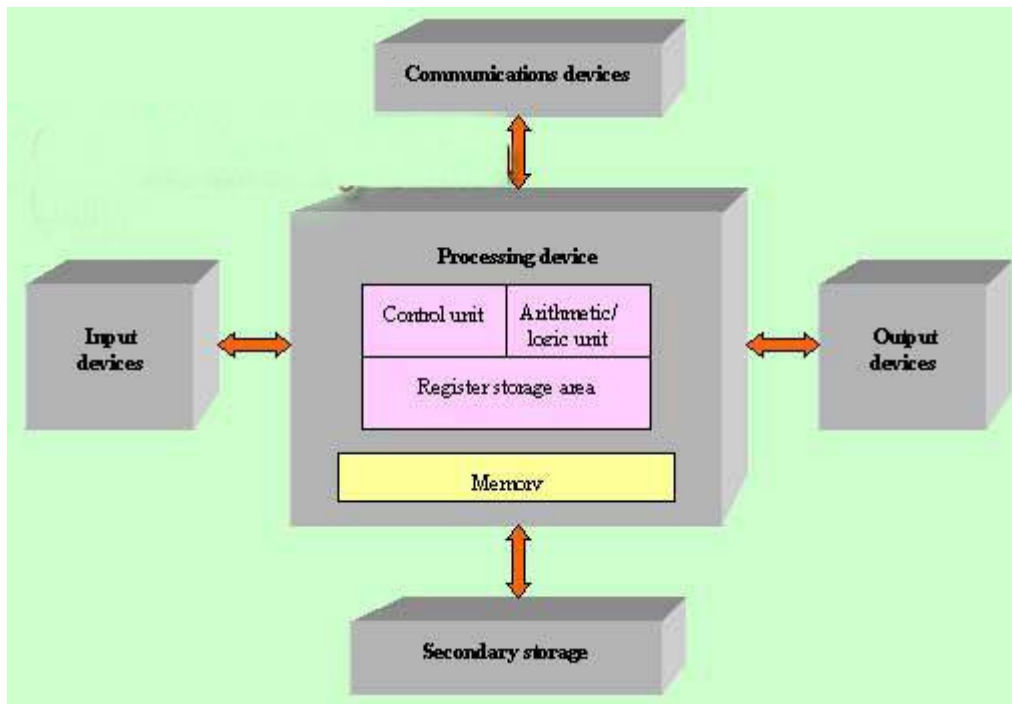 Communications devices
Processing device
Control unit
Arithmetic/
logic unit
Register storage area
Memory
Input
devices
Output
devices
Secondary storage